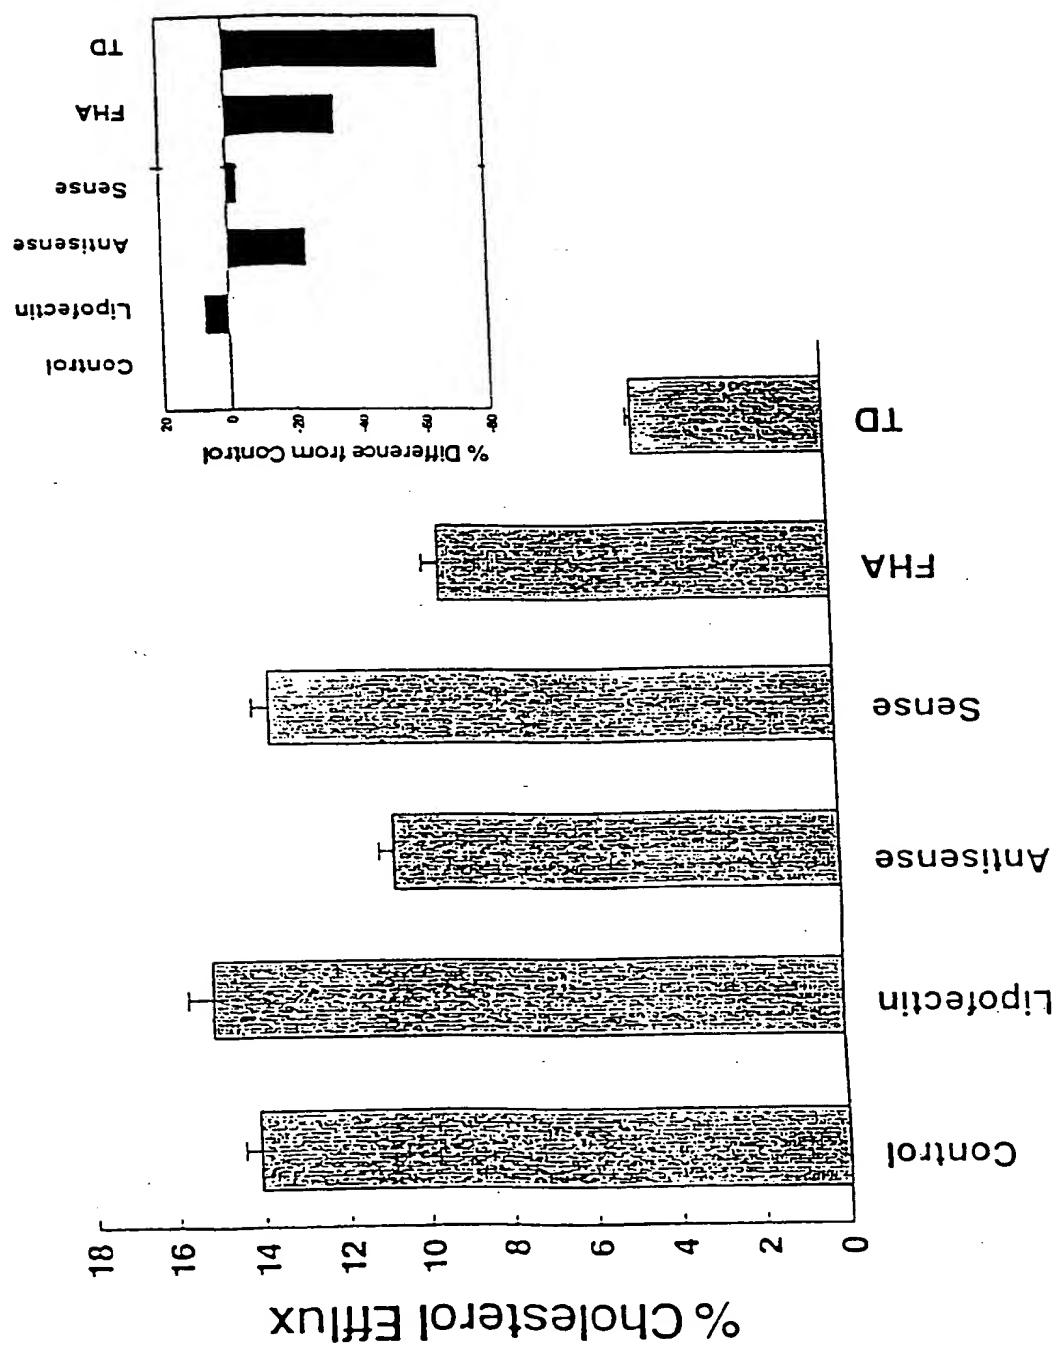 % Cholesterol Efflux
18
16
14
12
10
8
6
4
2
0
Control
Lipofectin
Antisense
Sense
FHA
TD
% Difference from Control
20
0
-20
-40
-60
-80
Control
Lipofectin
Antisense
Sense
FHA
TD